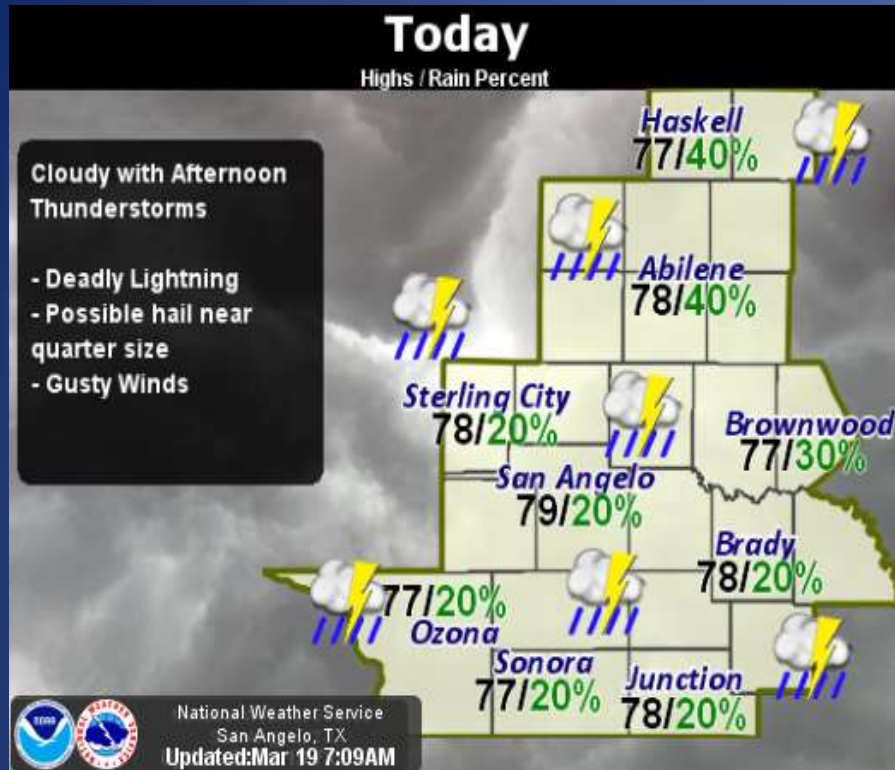 Today
Highs / Rain Percent
Cloudy with Afternoon
Thunderstorms
- Deadly Lightning
- Possible hail near
quarter size
- Gusty Winds
Haskell
77/40%
Abilene
78/40%
Sterling City
78/20%
Brownwood
77/30%
San Angelo
79/20%
Brady
78/20%
77/20%
Ozona
Sonora
77/20%
Junction
78/20%
NOAA
National Weather Service
San Angelo, TX
Updated:Mar 19 7:09AM